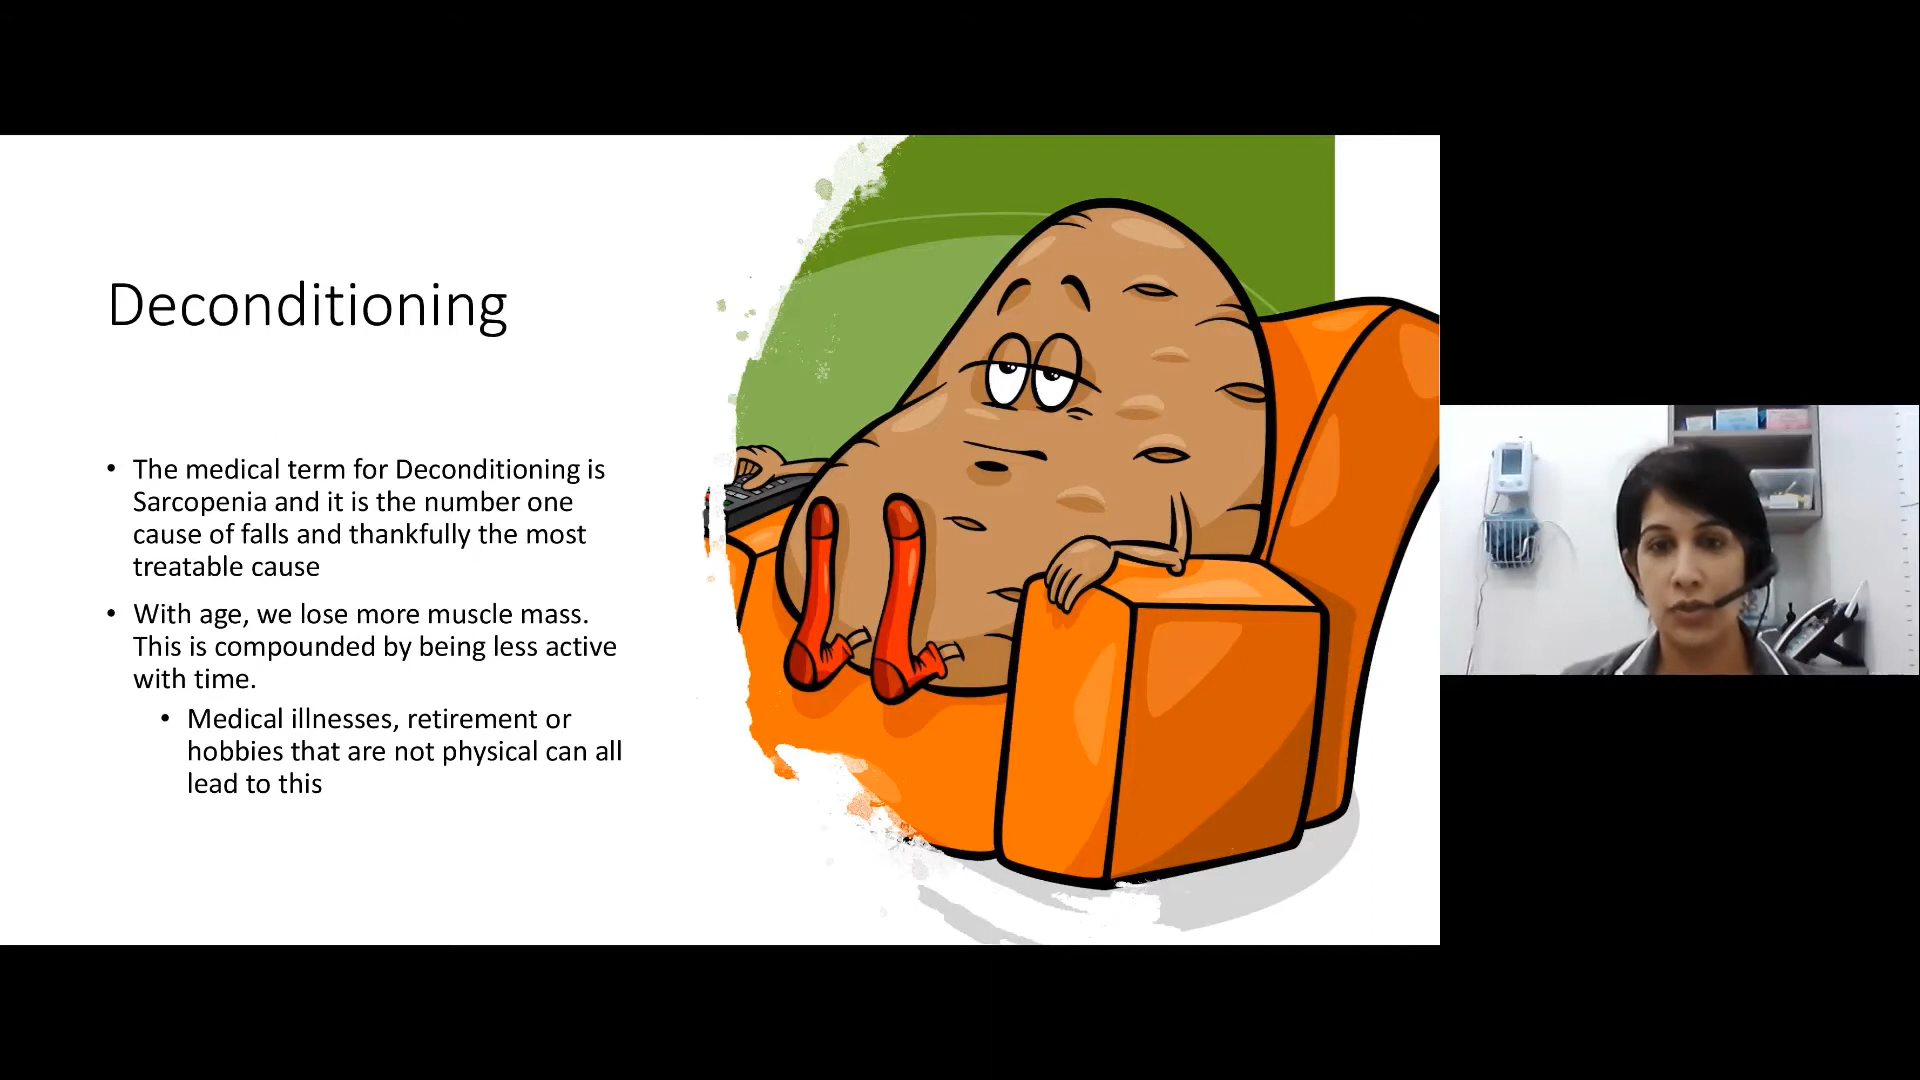 Deconditioning
• The medical term for Deconditioning is
Sarcopenia and it is the number one
cause of falls and thankfully the most
treatable cause
• With age, we lose more muscle mass.
This is compounded by being less active
with time.
• Medical illnesses, retirement or
hobbies that are not physical can all
lead to this